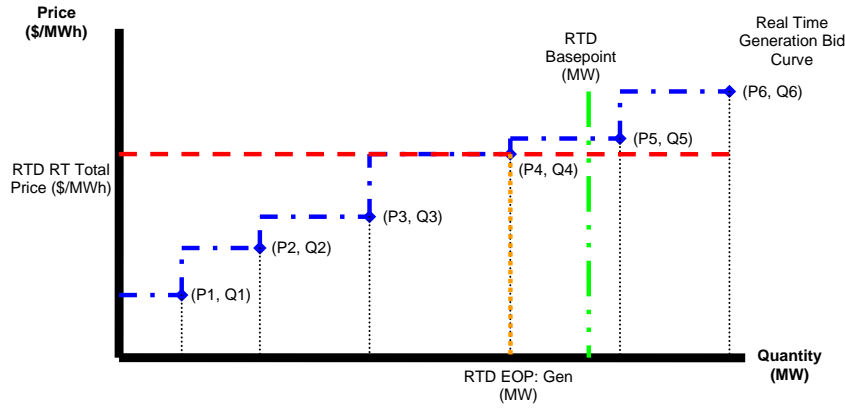 Price
($/MWh)
RTD
Basepoint
(MW)
Real Time
Generation Bid
Curve
(P6, Q6)
(P5, Q5)
RTD RT Total
Price ($/MWh)
(P4, Q4)
(P3, Q3)
(P2, Q2)
(P1, Q1)
Quantity
(MW)
RTD EOP: Gen
(MW)